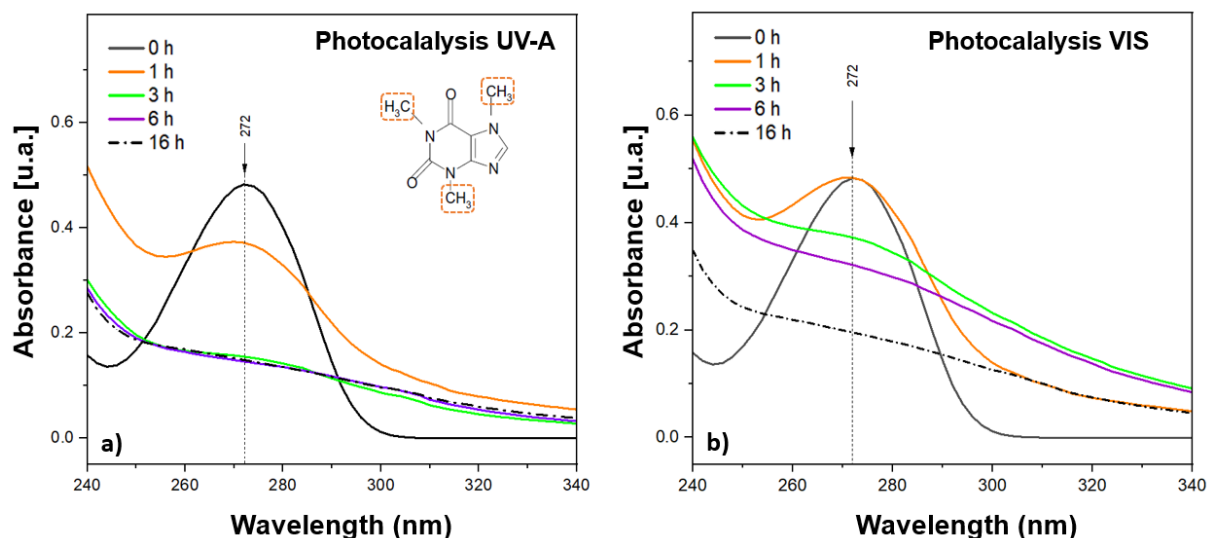 Photocalalysis UV-A
0 h
1 h
3 h
6 h
16 h
272
H3C
O
CH3
N
N
O
N
N
CH3
0.6
0.4
0.2
0.0
Absorbance [u.a.]
a)
240
260
280
300
320
340
Wavelength (nm)
Photocalalysis VIS
0 h
1 h
3 h
6 h
16 h
272
0.6
0.4
0.2
0.0
Absorbance [u.a.]
b)
240
260
280
300
320
340
Wavelength (nm)